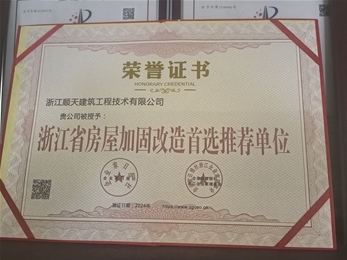 荣誉证书
HONORARY CREDENTIAL
浙江顺天建筑工程技术有限公司
贵公司被授予：
浙江省房屋加固改造首选推荐单位